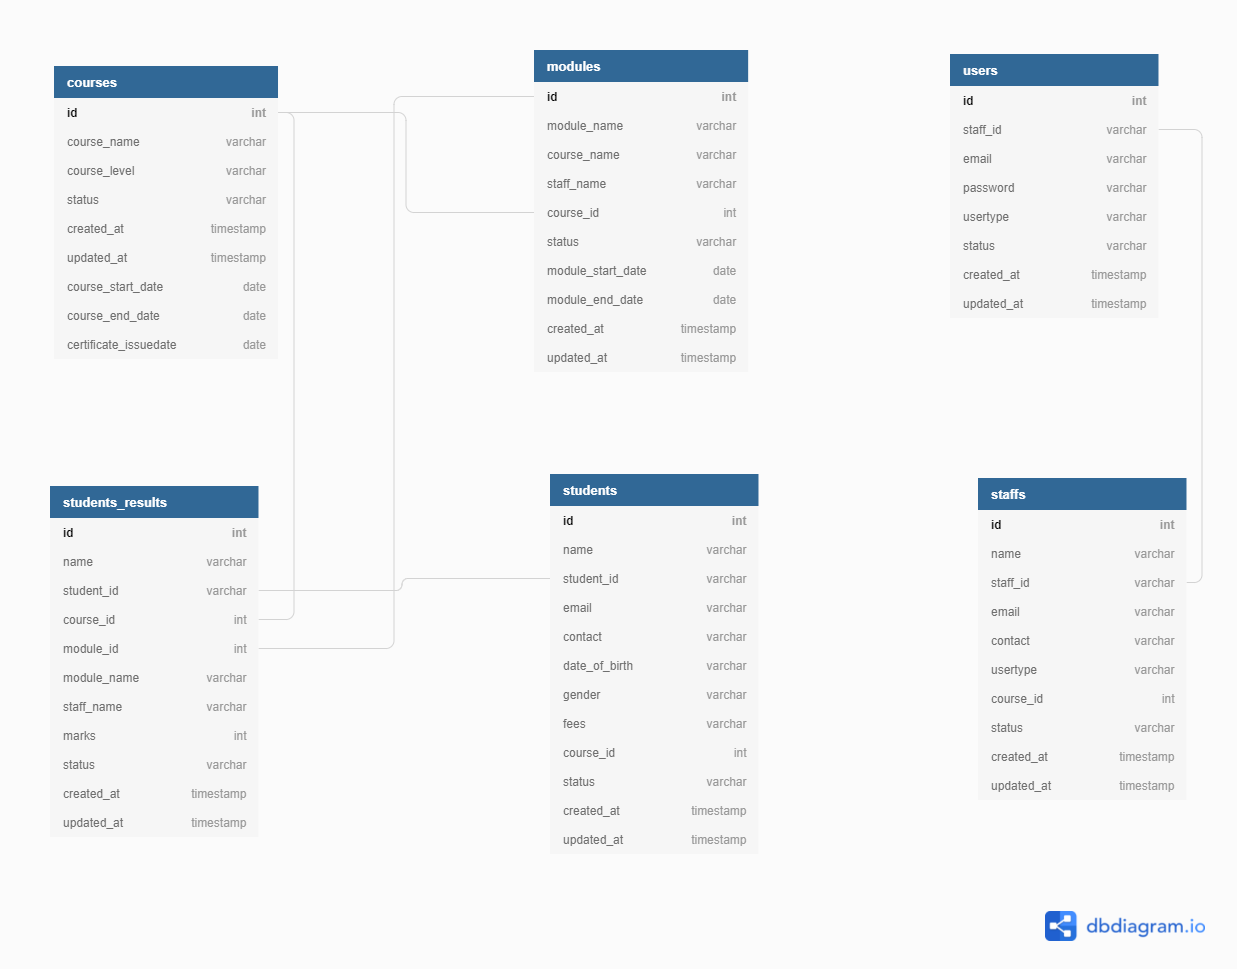 courses
id int
course_name varchar
course_level varchar
status varchar
created_at timestamp
updated_at timestamp
course_start_date date
course_end_date date
certificate_issuedate date
modules
id int
module_name varchar
course_name varchar
staff_name varchar
course_id int
status varchar
module_start_date date
module_end_date date
created_at timestamp
updated_at timestamp
users
id int
staff_id varchar
email varchar
password varchar
usertype varchar
status varchar
created_at timestamp
updated_at timestamp
students_results
id int
name varchar
student_id varchar
course_id int
module_id int
module_name varchar
staff_name varchar
marks int
status varchar
created_at timestamp
updated_at timestamp
students
id int
name varchar
student_id varchar
email varchar
contact varchar
date_of_birth varchar
gender varchar
fees varchar
course_id int
status varchar
created_at timestamp
updated_at timestamp
staffs
id int
name varchar
staff_id varchar
email varchar
contact varchar
usertype varchar
course_id int
status varchar
created_at timestamp
updated_at timestamp
dbdiagram.io